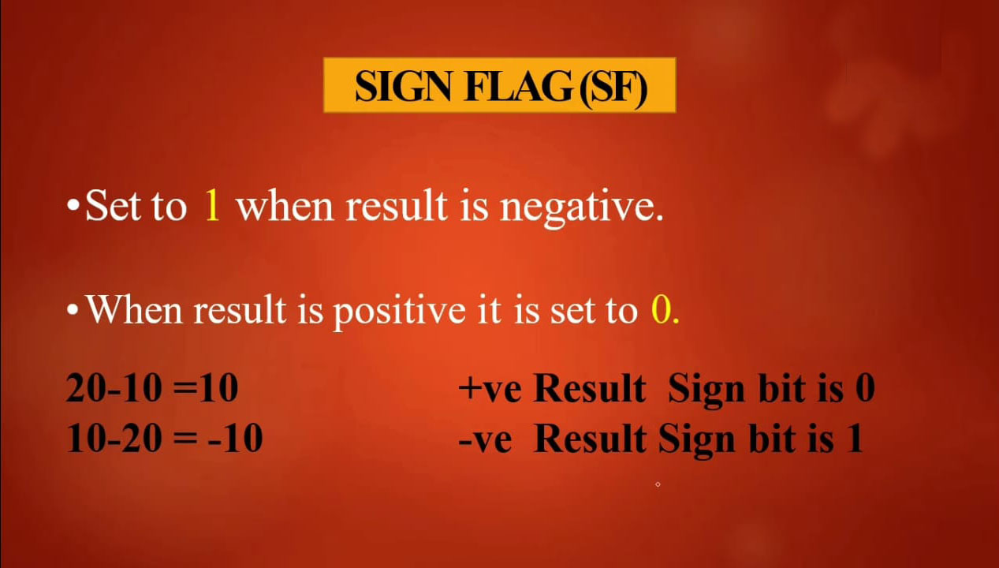 SIGN FLAG (SF)
•Set to 1 when result is negative.
•When result is positive it is set to 0.
20-10 =10 +ve Result Sign bit is 0
10-20 = -10 -ve Result Sign bit is 1